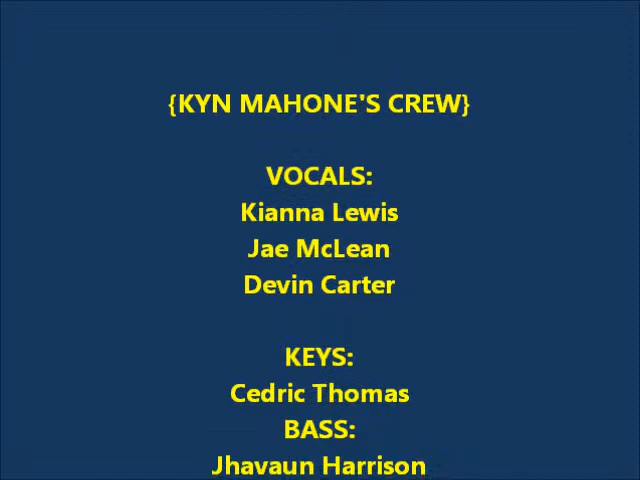 {KYN MAHONE'S CREW}
VOCALS:
Kianna Lewis
Jae McLean
Devin Carter
KEYS:
Cedric Thomas
BASS:
Jhavaun Harrison